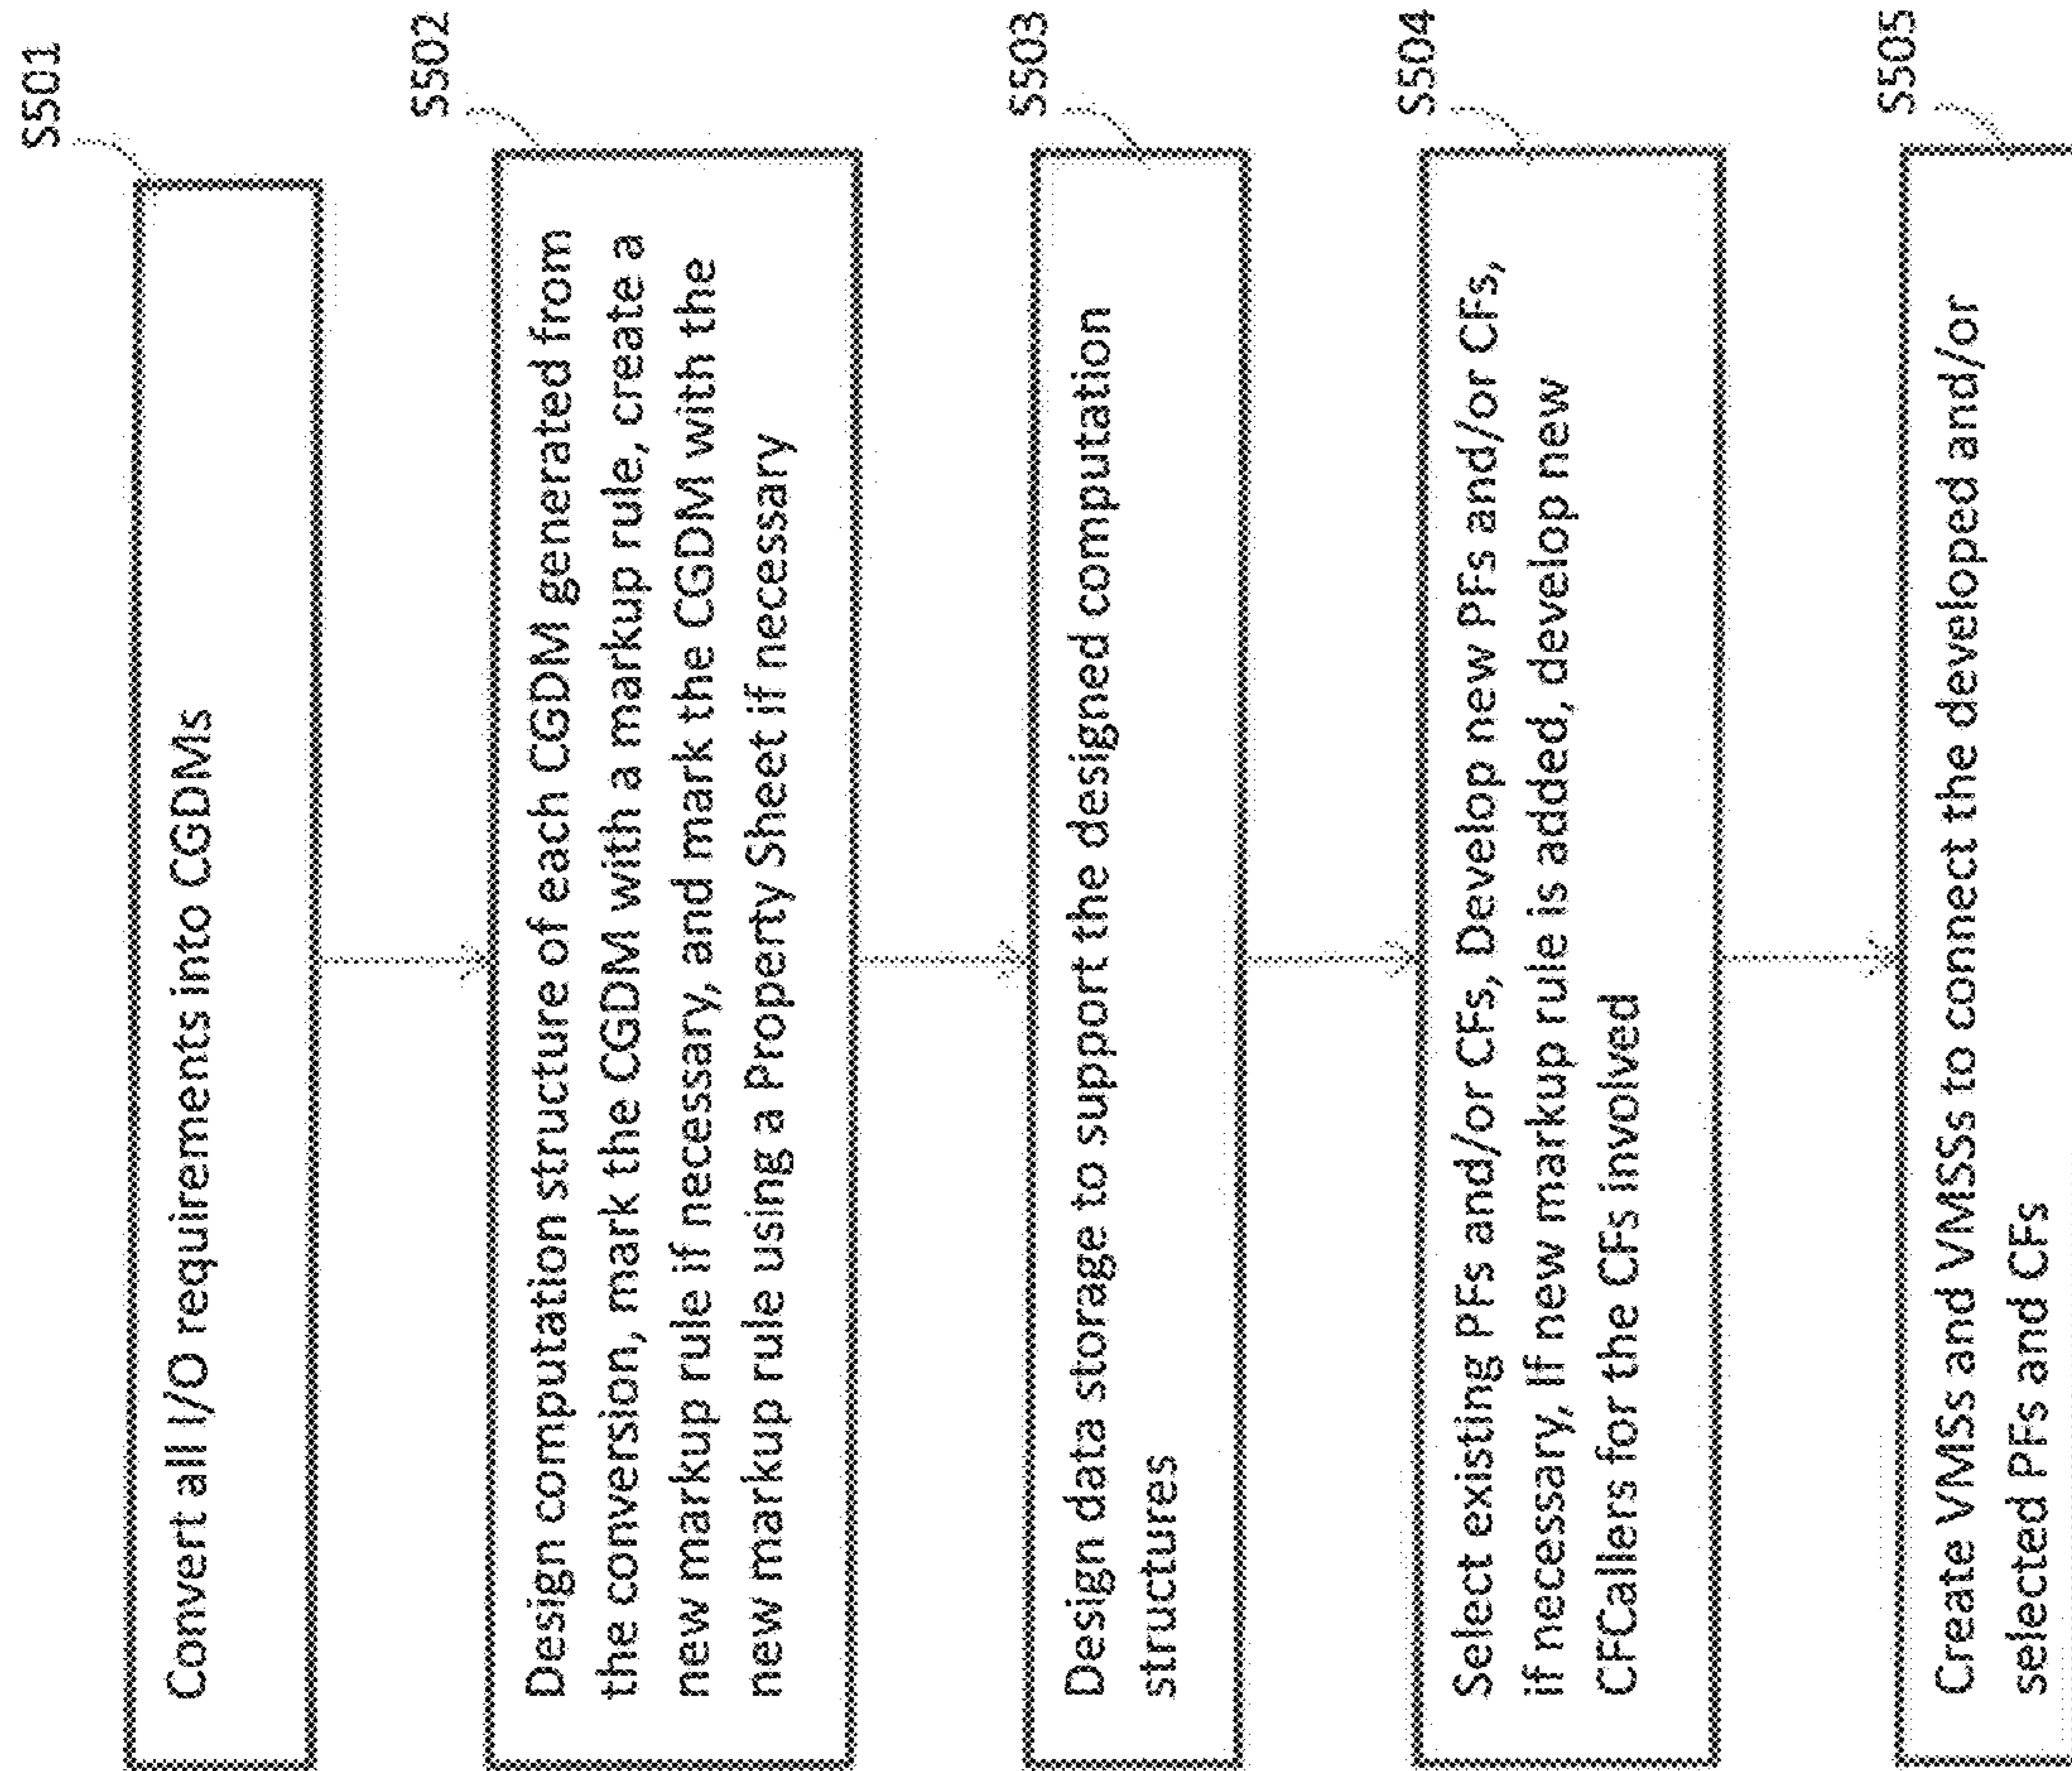 S501
Convert all I/O requirements into CGDMs
S502
Design computation structure of each CGDM generated from
the conversion, mark the CGDM with a markup rule, create a
new markup rule if necessary, and mark the CGDM with the
new markup rule using a Property Sheet if necessary
S503
Design data storage to support the designed computation
structures
S504
Select existing PFs and/or CFs, Develop new PFs and/or CFs,
if necessary, If new markup rule is added, develop new
CFCallers for the CFs involved
S505
Create VMSs and VMSSs to connect the developed and/or
selected PFs and CFs